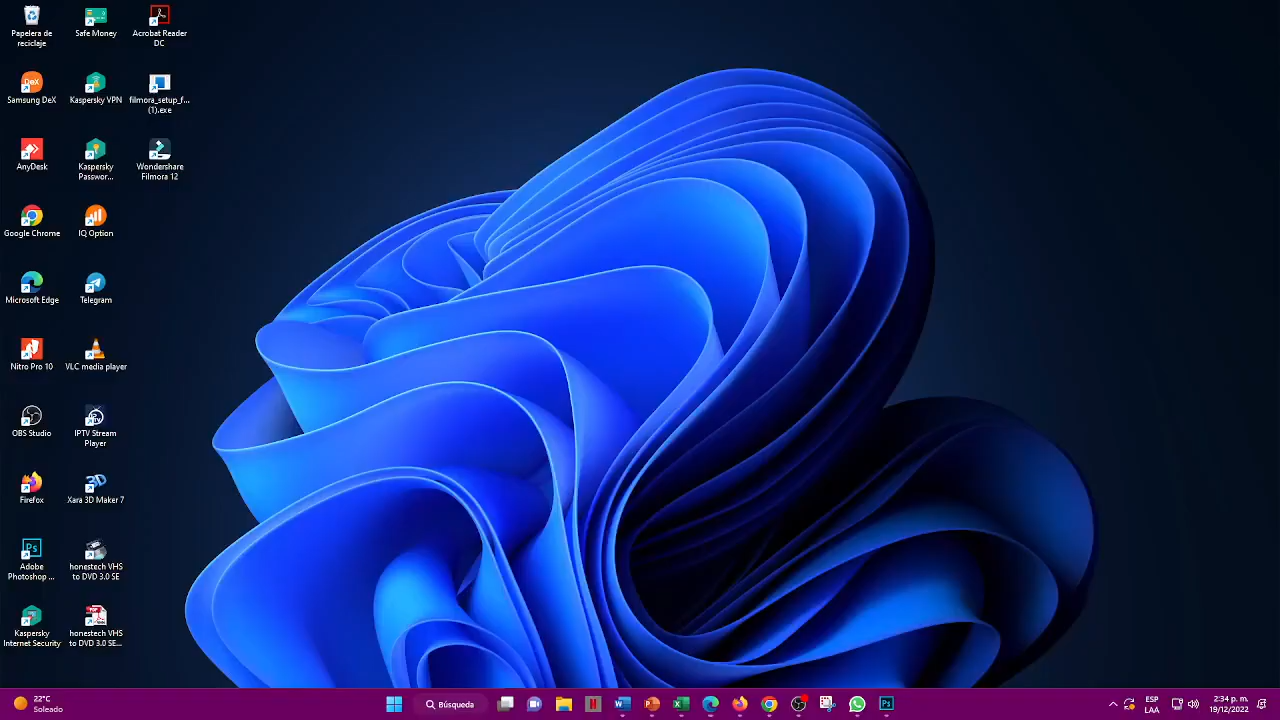 Papelera de
reciclaje
Safe Money
Acrobat Reader
DC
Samsung DeX
Kaspersky VPN
filmora_setup_f...
(1).exe
AnyDesk
Kaspersky
Passwor...
Wondershare
Filmora 12
Google Chrome
IQ Option
Microsoft Edge
Telegram
Nitro Pro 10
VLC media player
OBS Studio
IPTV Stream
Player
Firefox
Xara 3D Maker 7
Adobe
Photoshop ...
honestech VHS
to DVD 3.0 SE
Kaspersky
Internet Security
honestech VHS
to DVD 3.0 SE...
22°C
Soleado
Búsqueda
ESP
LAA
2:34 p. m.
19/12/2022